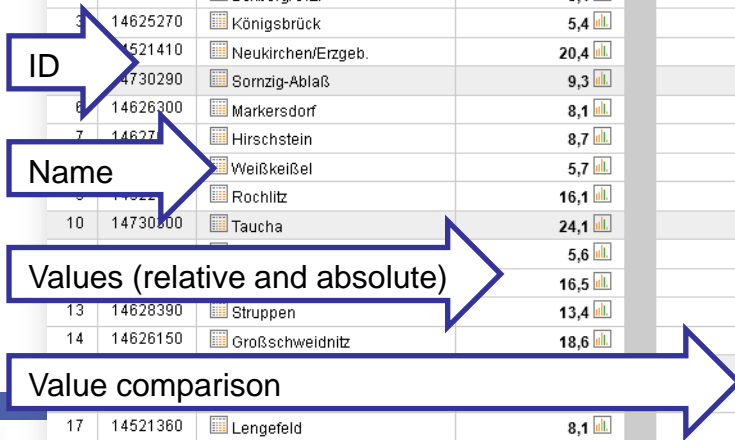 3 14625270 Königsbrück 5,4
521410 Neukirchen/Erzgeb. 20,4
ID
4730290 Sornzig-Ablaß 9,3
6 14626300 Markersdorf 8,1
7 Hirschstein 8,7
Name
Weißkeißel 5,7
Rochlitz 16,1
10 14730300 Taucha 24,1
5,6
Values (relative and absolute)
16,5
13 14628390 Struppen 13,4
14 14626150 Großschweidnitz 18,6
Value comparison
17 14521360 Lengefeld 8,1